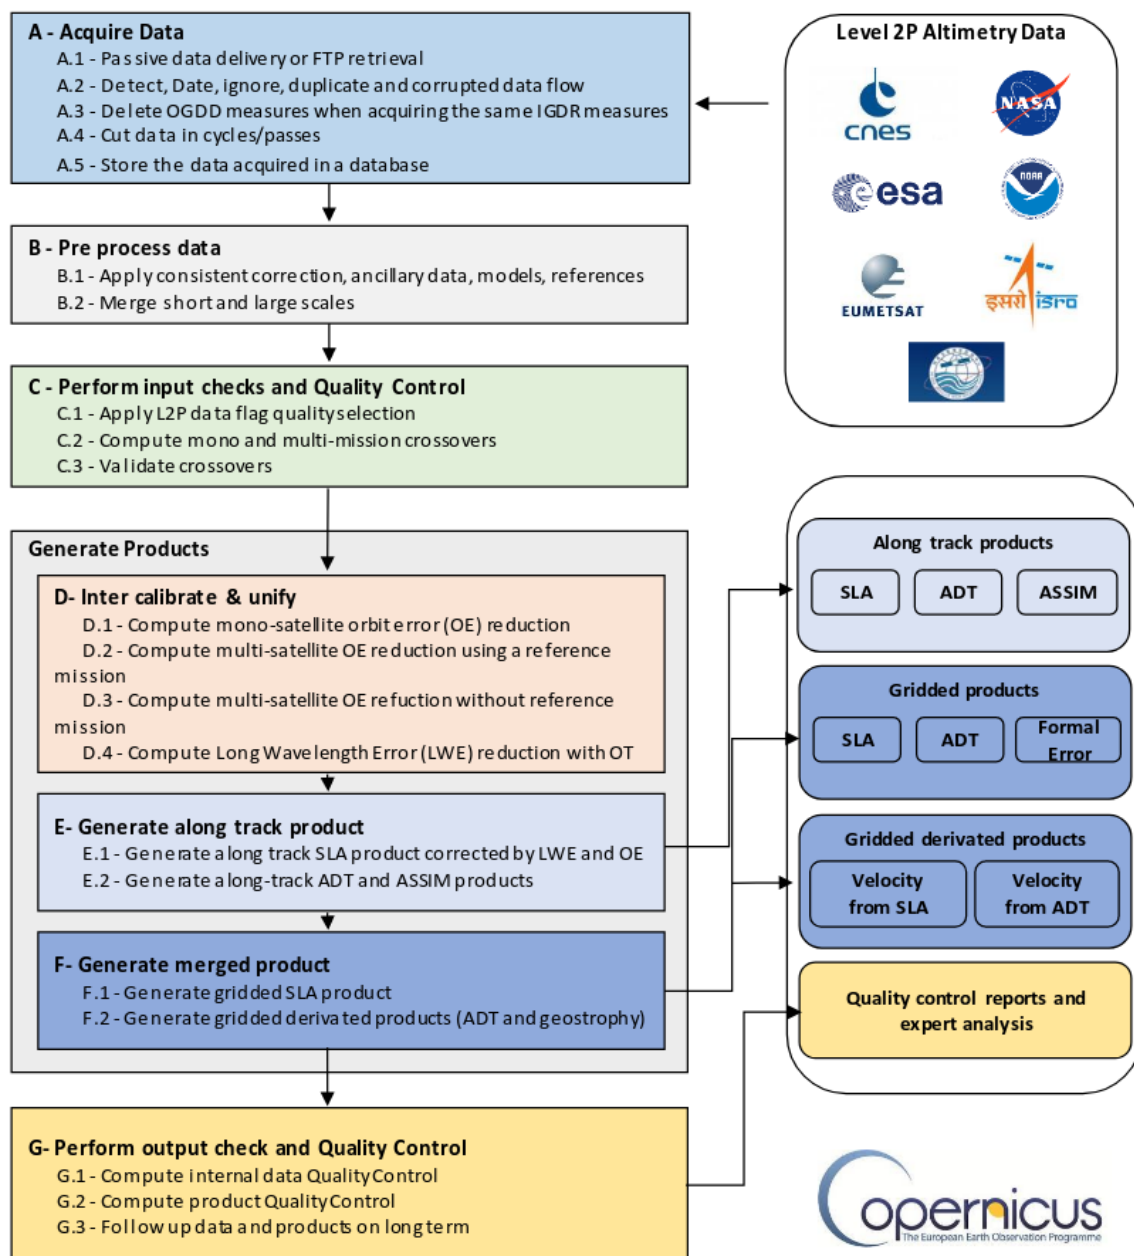 A - Acquire Data
A.1 - Passive data delivery or FTP retrieval
A.2 - Detect, Date, ignore, duplicate and corrupted data flow
A.3 - Delete OGDD measures when acquiring the same IGDR measures
A.4 - Cut data in cycles/passes
A.5 - Store the data acquired in a database
Level 2P Altimetry Data
cnes
NASA
esa
NOAA
EUMETSAT
इसरो isro
B - Pre process data
B.1 - Apply consistent correction, ancillary data, models, references
B.2 - Merge short and large scales
C - Perform input checks and Quality Control
C.1 - Apply L2P data flag quality selection
C.2 - Compute mono and multi-mission crossovers
C.3 - Validate crossovers
Generate Products
D- Inter calibrate & unify
D.1 - Compute mono-satellite orbit error (OE) reduction
D.2 - Compute multi-satellite OE reduction using a reference
mission
D.3 - Compute multi-satellite OE refuction without reference
mission
D.4 - Compute Long Wavelength Error (LWE) reduction with OT
E- Generate along track product
E.1 - Generate along track SLA product corrected by LWE and OE
E.2 - Generate along-track ADT and ASSIM products
F- Generate merged product
F.1 - Generate gridded SLA product
F.2 - Generate gridded derivated products (ADT and geostrophy)
G- Perform output check and Quality Control
G.1 - Compute internal data Quality Control
G.2 - Compute product Quality Control
G.3 - Follow up data and products on long term
Along track products
SLA
ADT
ASSIM
Gridded products
SLA
ADT
Formal
Error
Gridded derivated products
Velocity
from SLA
Velocity
from ADT
Quality control reports and
expert analysis
Copernicus
The European Earth Observation Programme